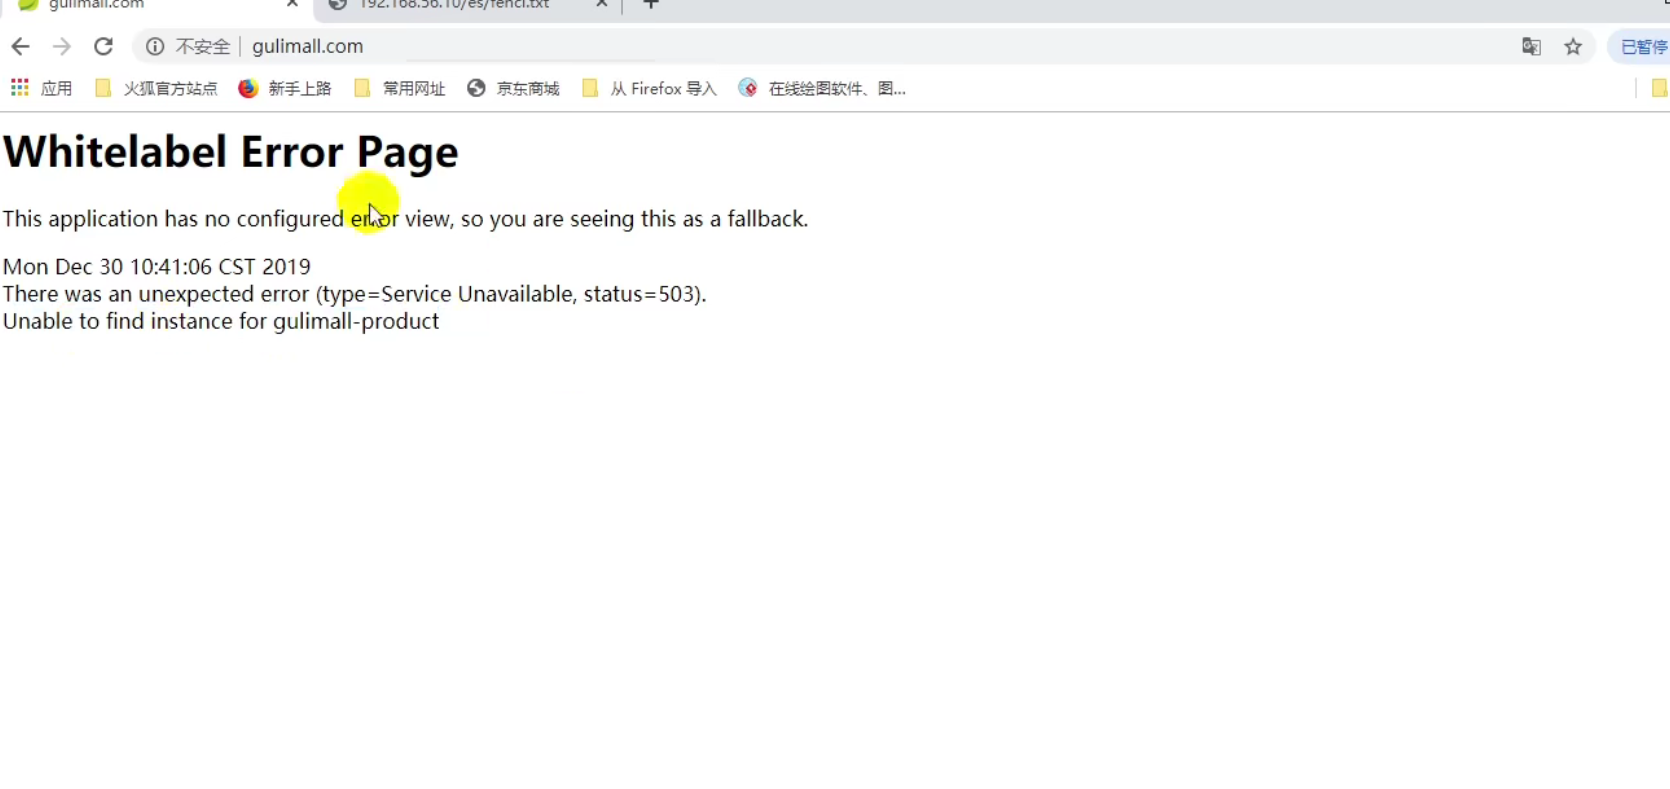 gulimall.com
192.168.56.10/es/fenci.txt
不安全 gulimall.com
已暂停
应用 火狐官方站点 新手上路 常用网址 京东商城 从 Firefox 导入 在线绘图软件、图...
Whitelabel Error Page
This application has no configured error view, so you are seeing this as a fallback.
Mon Dec 30 10:41:06 CST 2019
There was an unexpected error (type=Service Unavailable, status=503).
Unable to find instance for gulimall-product